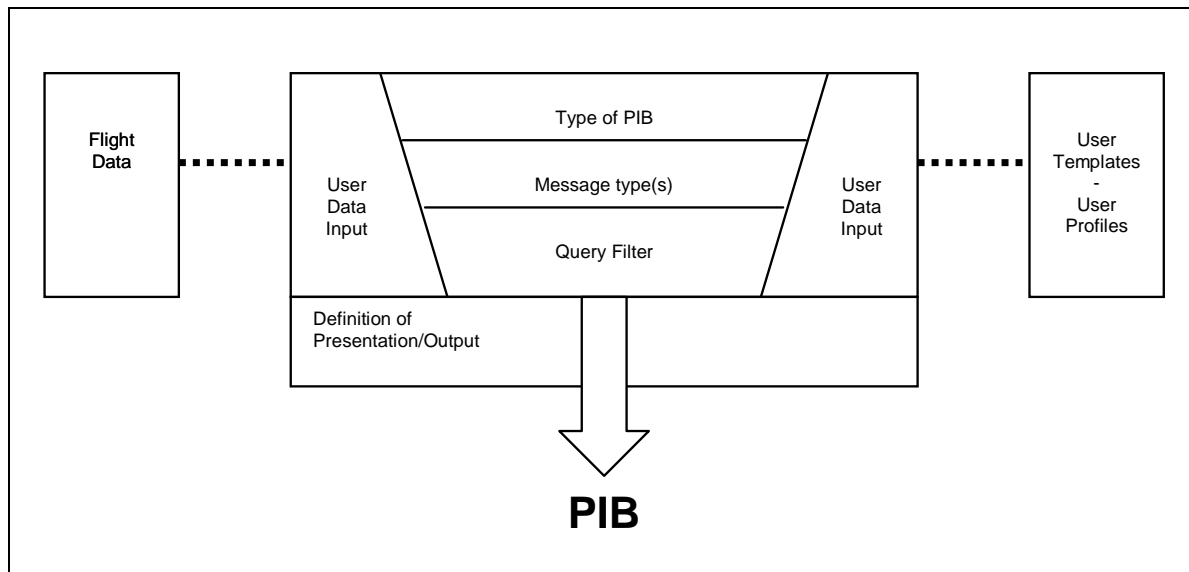 Flight
Data
User
Data
Input
Type of PIB
Message type(s)
Query Filter
User
Data
Input
User
Templates
-
User
Profiles
Definition of
Presentation/Output
PIB